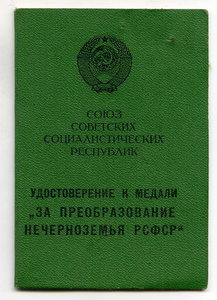 СОЮЗ
СОВЕТСКИХ
СОЦИАЛИСТИЧЕСКИХ
РЕСПУБЛИК
УДОСТОВЕРЕНИЕ К МЕДАЛИ
„ЗА ПРЕОБРАЗОВАНИЕ
НЕЧЕРНОЗЕМЬЯ РСФСР“